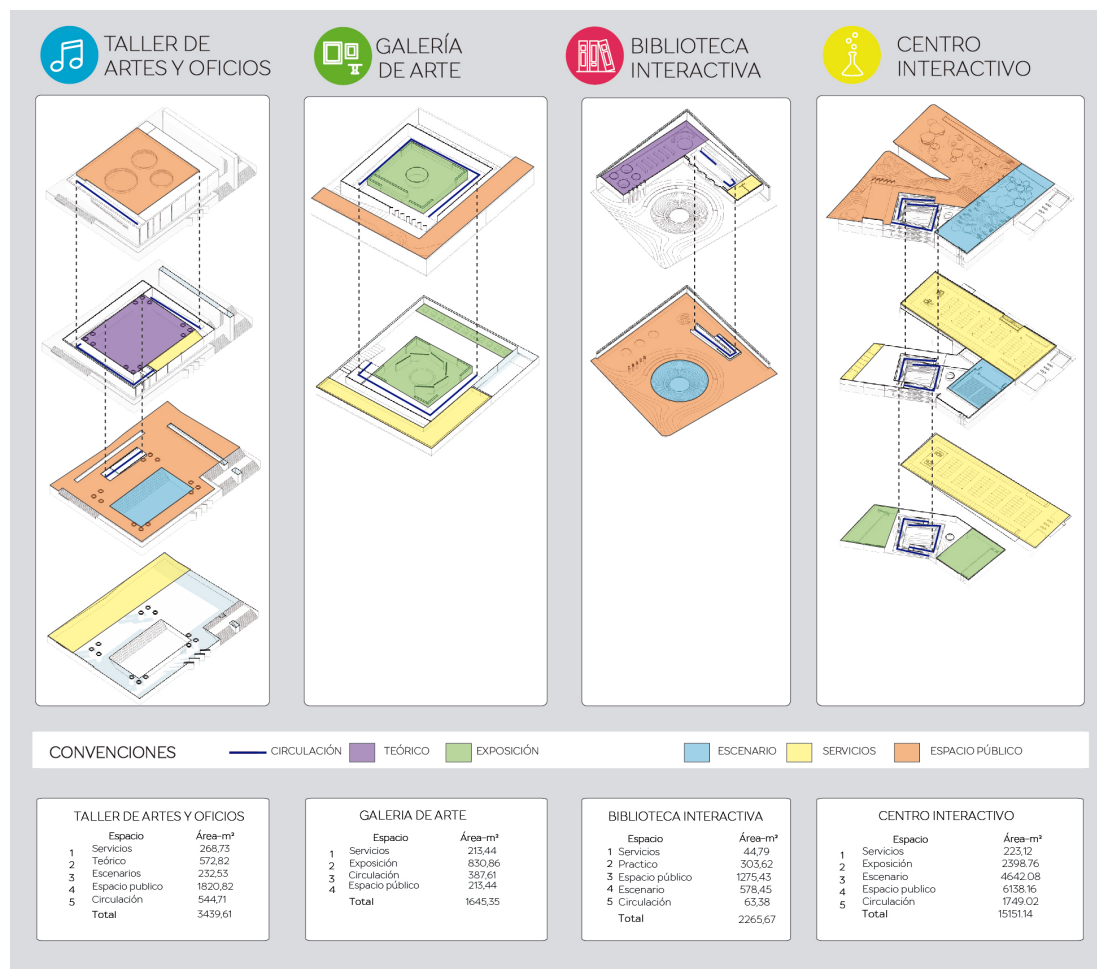 TALLER DE
ARTES Y OFICIOS
GALERÍA
DE ARTE
BIBLIOTECA
INTERACTIVA
CENTRO
INTERACTIVO
CONVENCIONES
CIRCULACIÓN
TEÓRICO
EXPOSICIÓN
ESCENARIO
SERVICIOS
ESPACIO PÚBLICO
TALLER DE ARTES Y OFICIOS
Espacio Área-m²
1 Servicios 268,73
2 Teórico 572,82
3 Escenarios 232,53
4 Espacio publico 1820,82
5 Circulación 544,71
Total 3439,61
GALERIA DE ARTE
Espacio Área-m²
1 Servicios 213,44
2 Exposición 830,86
3 Circulación 387,61
4 Espacio público 213,44
Total 1645,35
BIBLIOTECA INTERACTIVA
Espacio Área-m²
1 Servicios 44,79
2 Practico 303,62
3 Espacio público 1275,43
4 Escenario 578,45
5 Circulación 63,38
Total 2265,67
CENTRO INTERACTIVO
Espacio Área-m²
1 Servicios 223,12
2 Exposición 2398.76
3 Escenario 4642.08
4 Espacio publico 6138.16
5 Circulación 1749.02
Total 15151.14